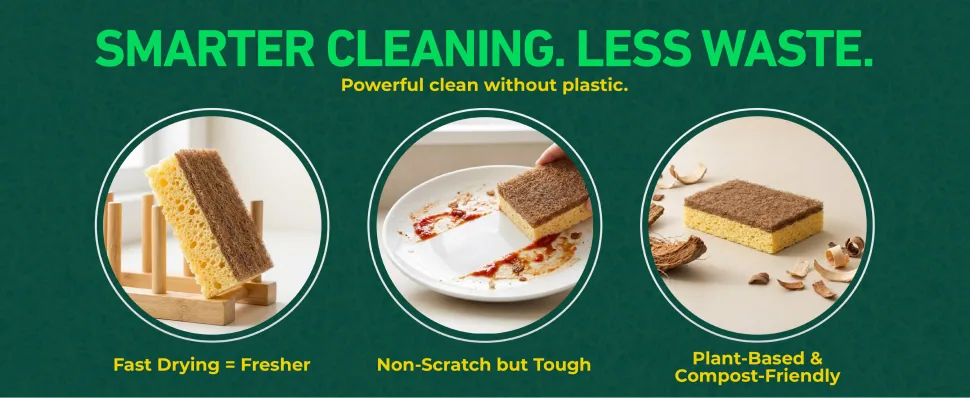 SMARTER CLEANING. LESS WASTE.
Powerful clean without plastic.
Fast Drying = Fresher
Non-Scratch but Tough
Plant-Based &
Compost-Friendly